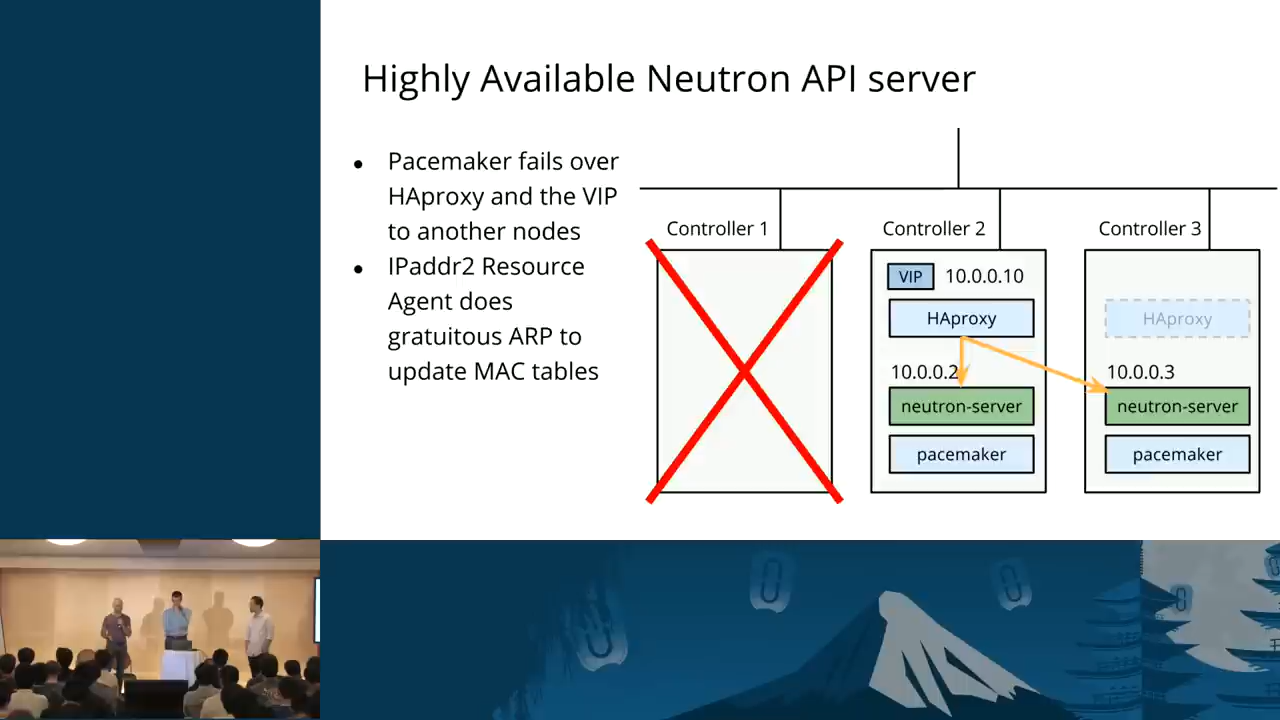 Highly Available Neutron API server
● Pacemaker fails over
HAproxy and the VIP
to another nodes
● IPaddr2 Resource
Agent does
gratuitous ARP to
update MAC tables
Controller 1
Controller 2
VIP 10.0.0.10
HAproxy
10.0.0.2
neutron-server
pacemaker
Controller 3
HAproxy
10.0.0.3
neutron-server
pacemaker